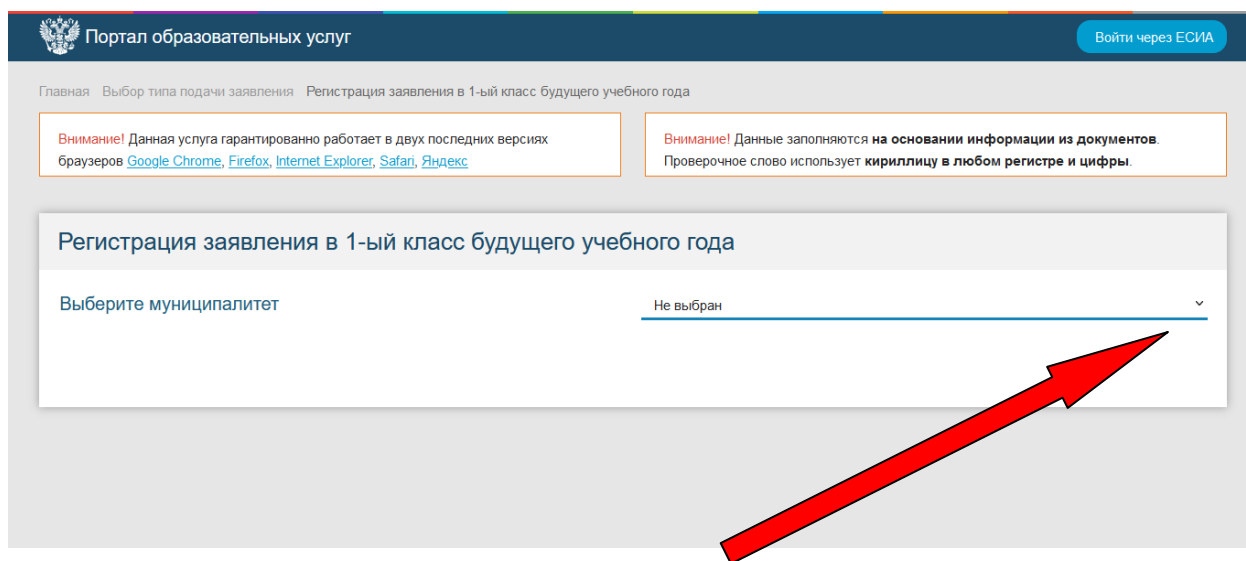 Портал образовательных услуг
Войти через ЕСИА
Главная Выбор типа подачи заявления Регистрация заявления в 1-ый класс будущего учебного года
Внимание! Данная услуга гарантированно работает в двух последних версиях
браузеров Google Chrome, Firefox, Internet Explorer, Safari, Яндекс
Внимание! Данные заполняются на основании информации из документов.
Проверочное слово использует кириллицу в любом регистре и цифры.
Регистрация заявления в 1-ый класс будущего учебного года
Выберите муниципалитет
Не выбран